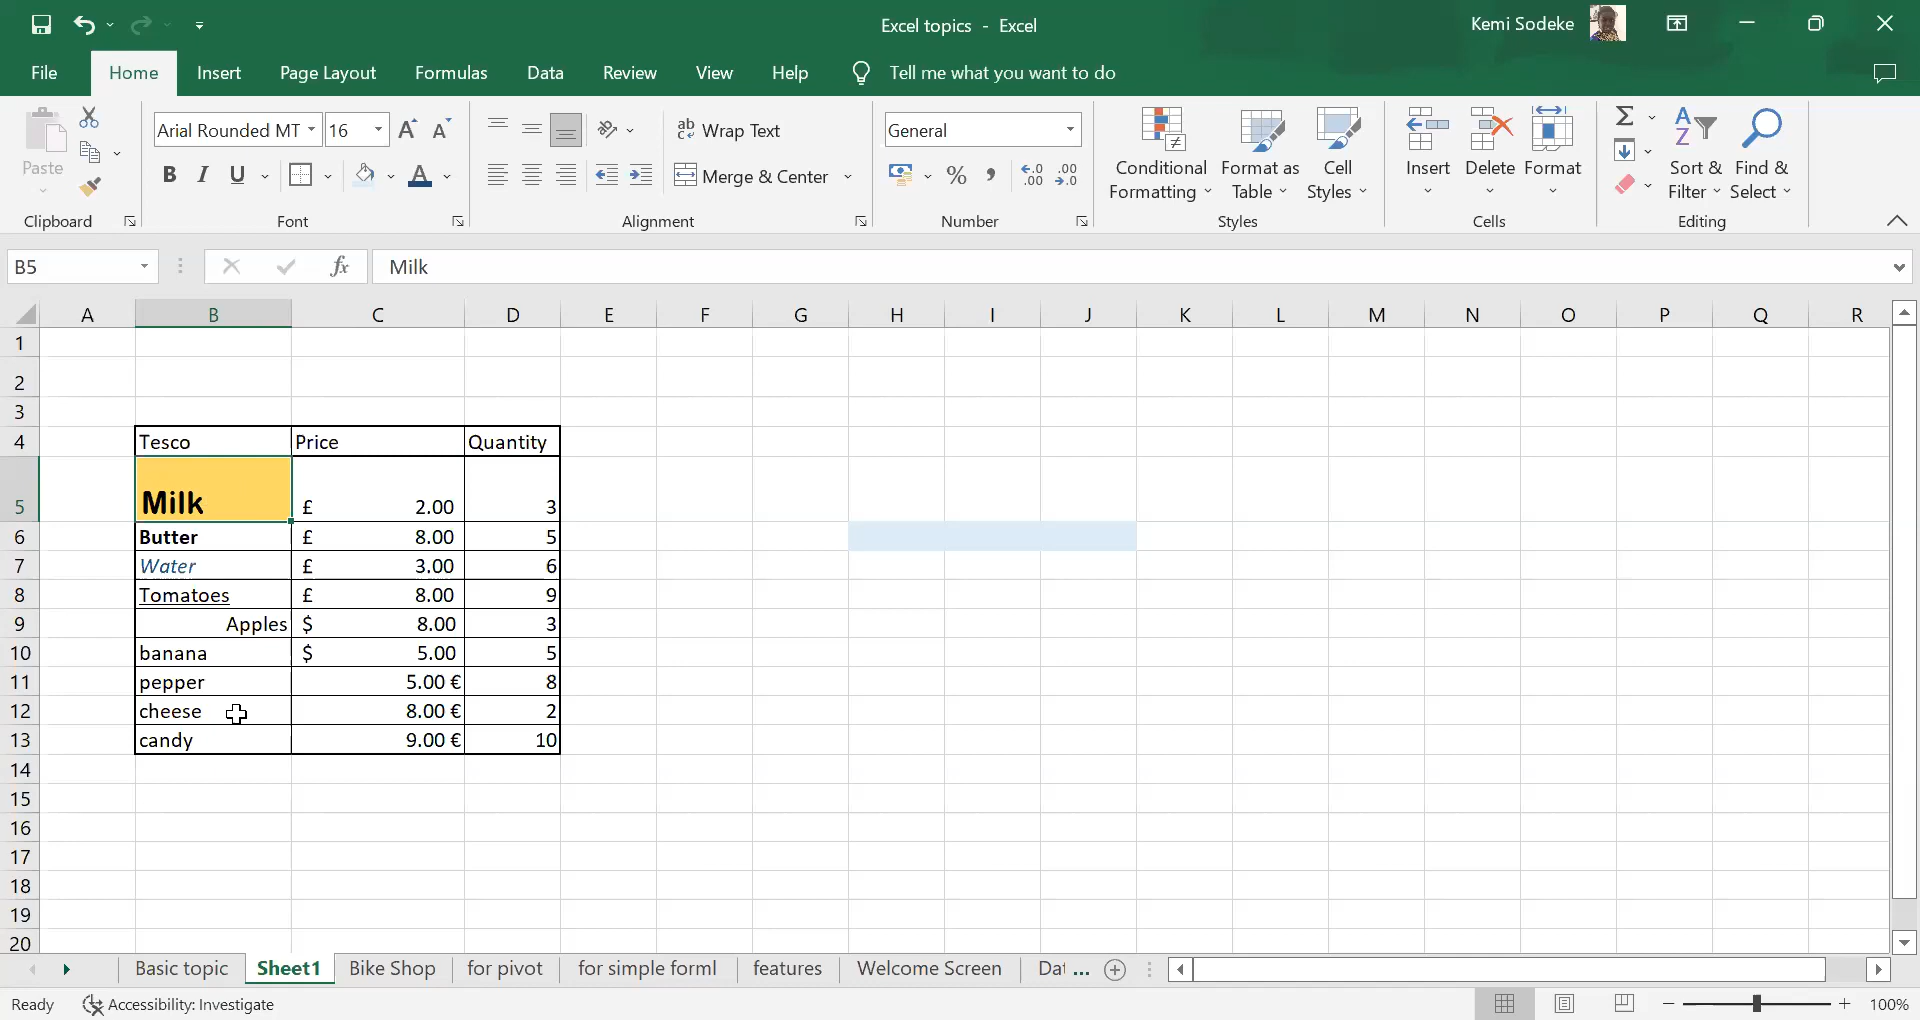 Excel topics - Excel
Kemi Sodeke
File Home Insert Page Layout Formulas Data Review View Help Tell me what you want to do
Paste
Clipboard
Arial Rounded MT 16
B I U A
Font
Wrap Text
Merge & Center
Alignment
General
% , .00 .00
Number
Conditional Formatting
Format as Table
Cell Styles
Styles
Insert Delete Format
Cells
Sort & Filter
Find & Select
Editing
B5 fx Milk
A B C D E F G H I J K L M N O P Q R
1
2
3
4 Tesco Price Quantity
5 Milk £ 2.00 3
6 Butter £ 8.00 5
7 Water £ 3.00 6
8 Tomatoes £ 8.00 9
9 Apples $ 8.00 3
10 banana $ 5.00 5
11 pepper 5.00 € 8
12 cheese 8.00 € 2
13 candy 9.00 € 10
14
15
16
17
18
19
20
Basic topic Sheet1 Bike Shop for pivot for simple forml features Welcome Screen Dat ...
Ready Accessibility: Investigate 100%